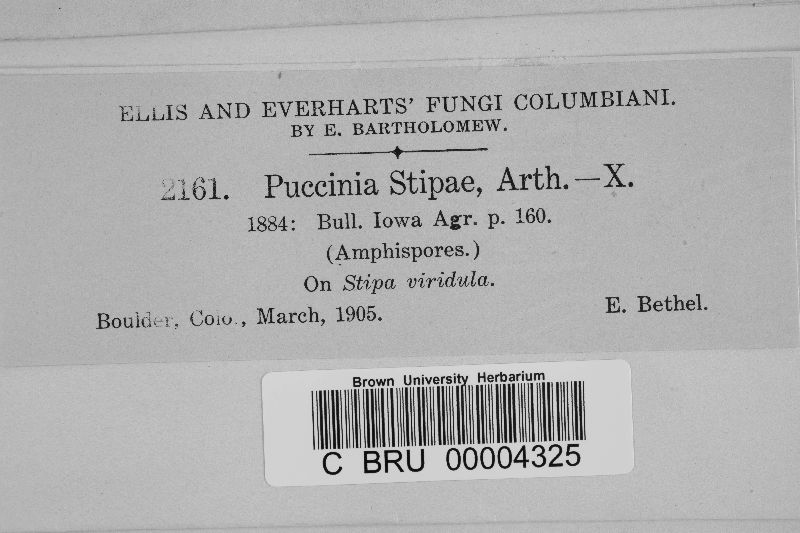 ELLIS AND EVERHARTS' FUNGI COLUMBIANI.
BY E. BARTHOLOMEW.
2161. Puccinia Stipae, Arth.—X.
1884: Bull. Iowa Agr. p. 160.
(Amphispores.)
On Stipa viridula.
Boulder, Colo., March, 1905. E. Bethel.
Brown University Herbarium
C BRU 00004325